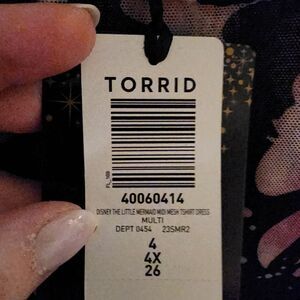 TORRID
40060414
DISNEY THE LITTLE MERMAID MIDI MESH TSHIRT DRESS
MULTI
DEPT 0454 23SMR2
4
4X
26